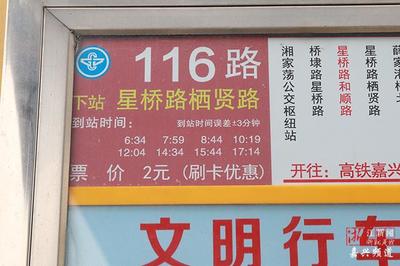 116 路
下站 星桥路栖贤路
到站时间: 到站时间误差±3分钟
6:34 7:59 8:44 10:19
12:04 14:34 15:44 17:14
票 价 2元 (刷卡优惠)
湘家荡公交枢纽站
桥埭路星桥路
星桥路和顺路
星桥路栖贤路
开往: 高铁嘉兴
文明行车
嘉兴频道